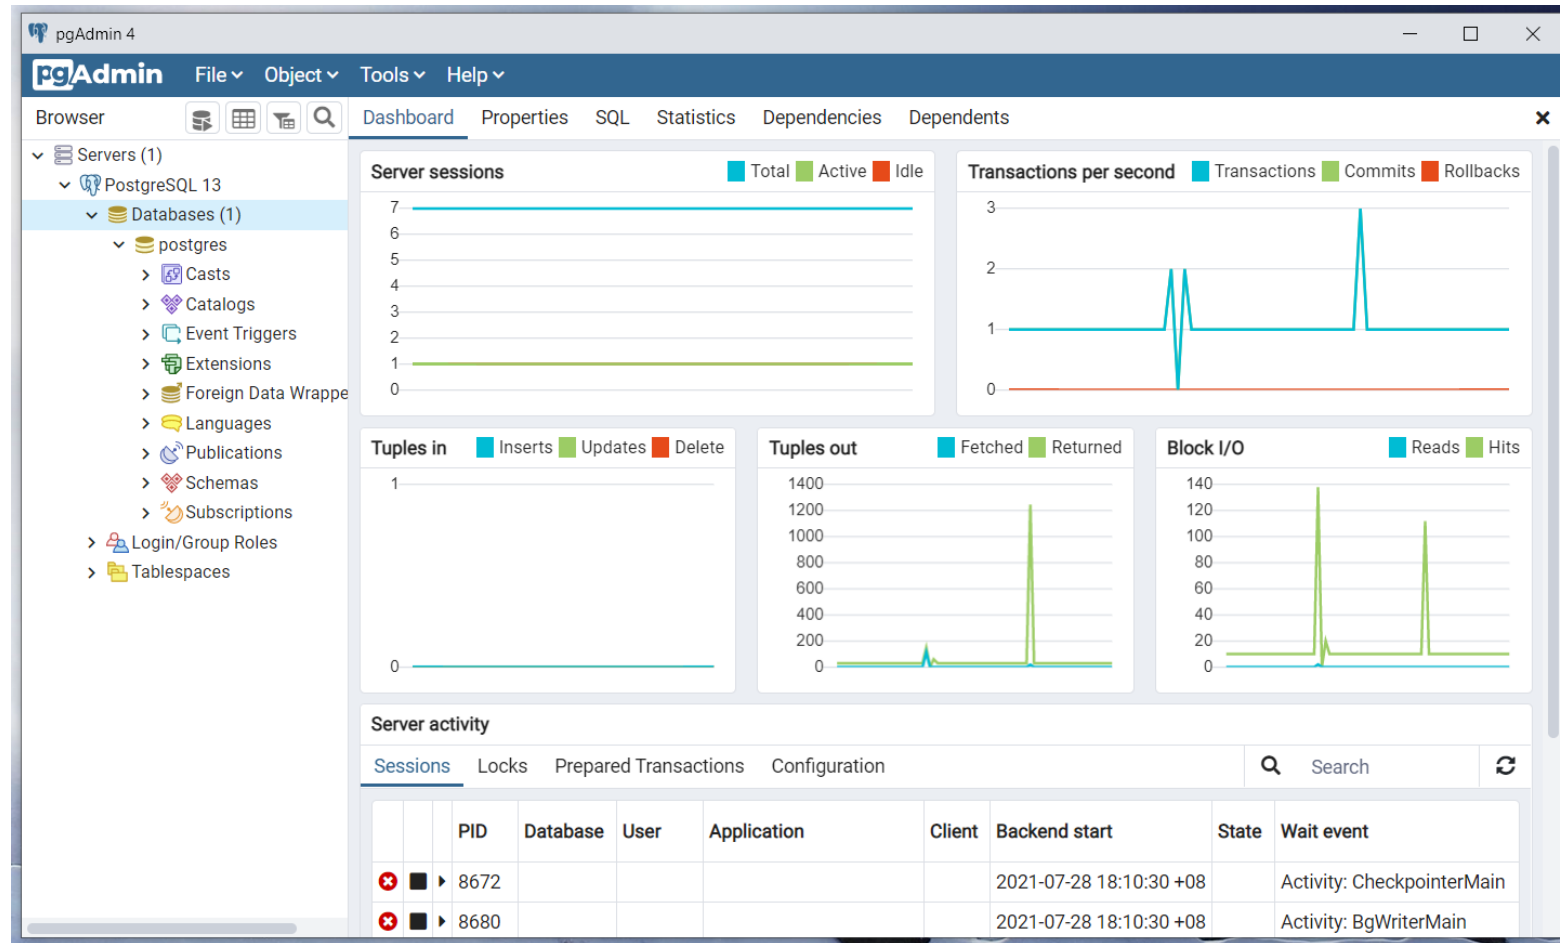 pgAdmin 4
pgAdmin File Object Tools Help
Browser
Dashboard Properties SQL Statistics Dependencies Dependents
Servers (1)
PostgreSQL 13
Databases (1)
postgres
Casts
Catalogs
Event Triggers
Extensions
Foreign Data Wrappe
Languages
Publications
Schemas
Subscriptions
Login/Group Roles
Tablespaces
Server sessions Total Active Idle
7
6
5
4
3
2
1
0
Transactions per second Transactions Commits Rollbacks
3
2
1
0
Tuples in Inserts Updates Delete
1
0
Tuples out Fetched Returned
1400
1200
1000
800
600
400
200
0
Block I/O Reads Hits
140
120
100
80
60
40
20
0
Server activity
Sessions Locks Prepared Transactions Configuration Search
PID Database User Application Client Backend start State Wait event
8672 2021-07-28 18:10:30 +08 Activity: CheckpointerMain
8680 2021-07-28 18:10:30 +08 Activity: BgWriterMain